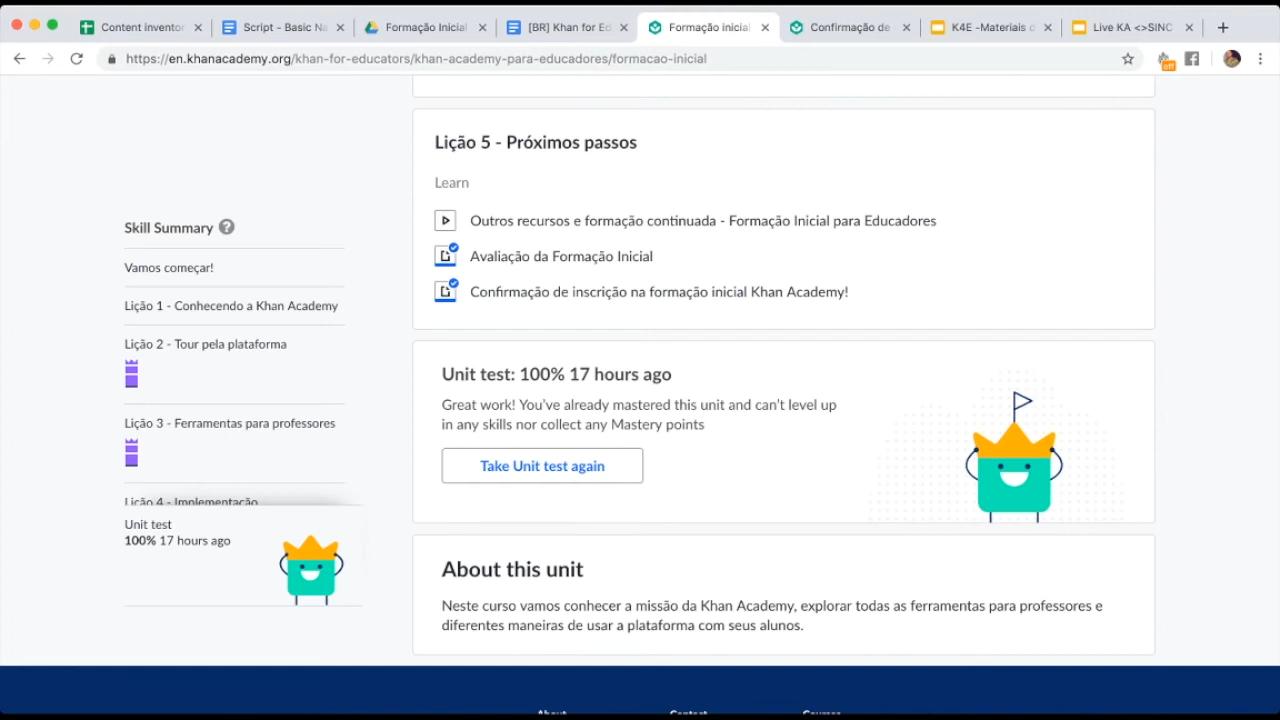 Content inventor
Script - Basic Na
Formação Inicial
[BR] Khan for Ed
Formação inicial
Confirmação de
K4E -Materiais d
Live KA <>SINC
https://en.khanacademy.org/khan-for-educators/khan-academy-para-educadores/formacao-inicial
off
Lição 5 - Próximos passos
Learn
Outros recursos e formação continuada - Formação Inicial para Educadores
Avaliação da Formação Inicial
Confirmação de inscrição na formação inicial Khan Academy!
Skill Summary ?
Vamos começar!
Lição 1 - Conhecendo a Khan Academy
Lição 2 - Tour pela plataforma
Lição 3 - Ferramentas para professores
Lição 4 - Implementação
Unit test
100% 17 hours ago
Unit test: 100% 17 hours ago
Great work! You’ve already mastered this unit and can’t level up
in any skills nor collect any Mastery points
Take Unit test again
About this unit
Neste curso vamos conhecer a missão da Khan Academy, explorar todas as ferramentas para professores e
diferentes maneiras de usar a plataforma com seus alunos.
About
Contact
Courses